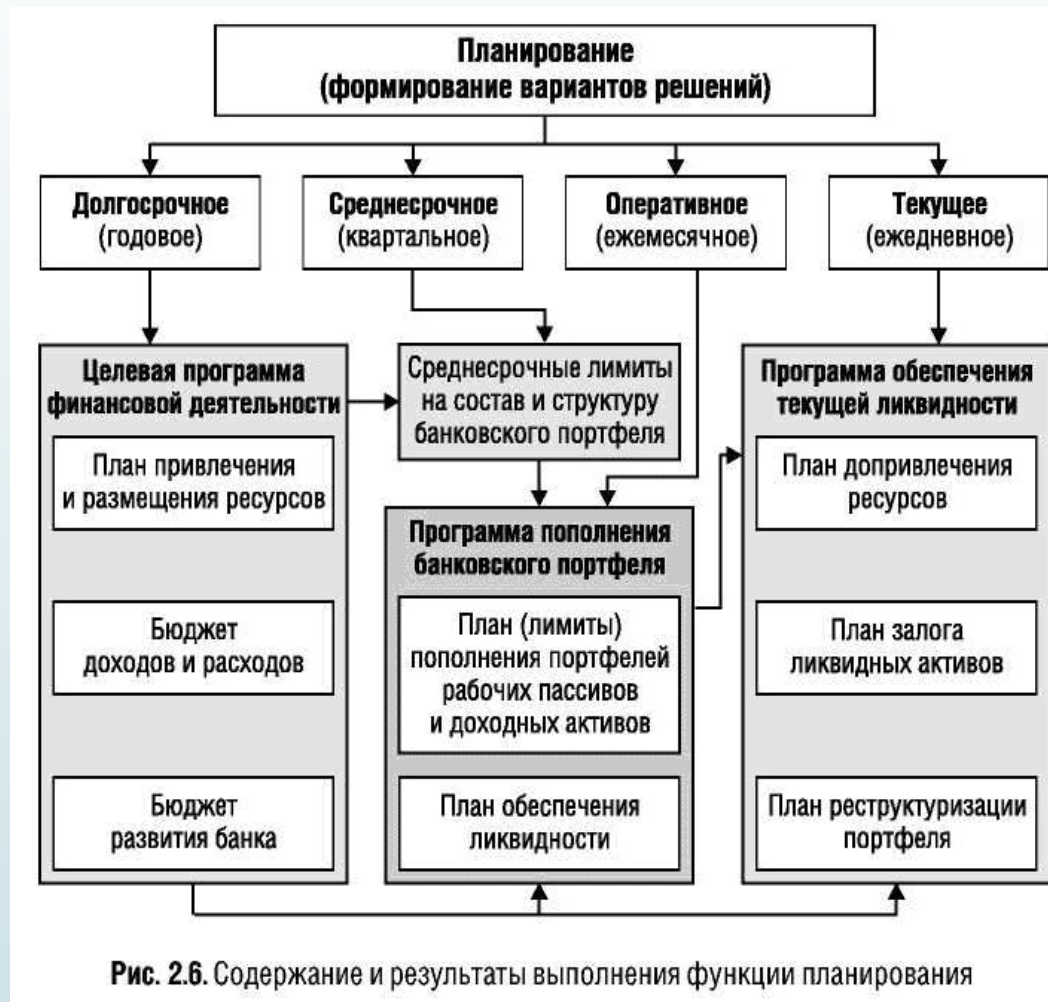 Планирование
(формирование вариантов решений)
Долгосрочное
(годовое)
Среднесрочное
(квартальное)
Оперативное
(ежемесячное)
Текущее
(ежедневное)
Целевая программа
финансовой деятельности
План привлечения
и размещения ресурсов
Бюджет
доходов и расходов
Бюджет
развития банка
Среднесрочные лимиты
на состав и структуру
банковского портфеля
Программа пополнения
банковского портфеля
План (лимиты)
пополнения портфелей
рабочих пассивов
и доходных активов
План обеспечения
ликвидности
Программа обеспечения
текущей ликвидности
План допривлечения
ресурсов
План залога
ликвидных активов
План реструктуризации
портфеля
Рис. 2.6. Содержание и результаты выполнения функции планирования